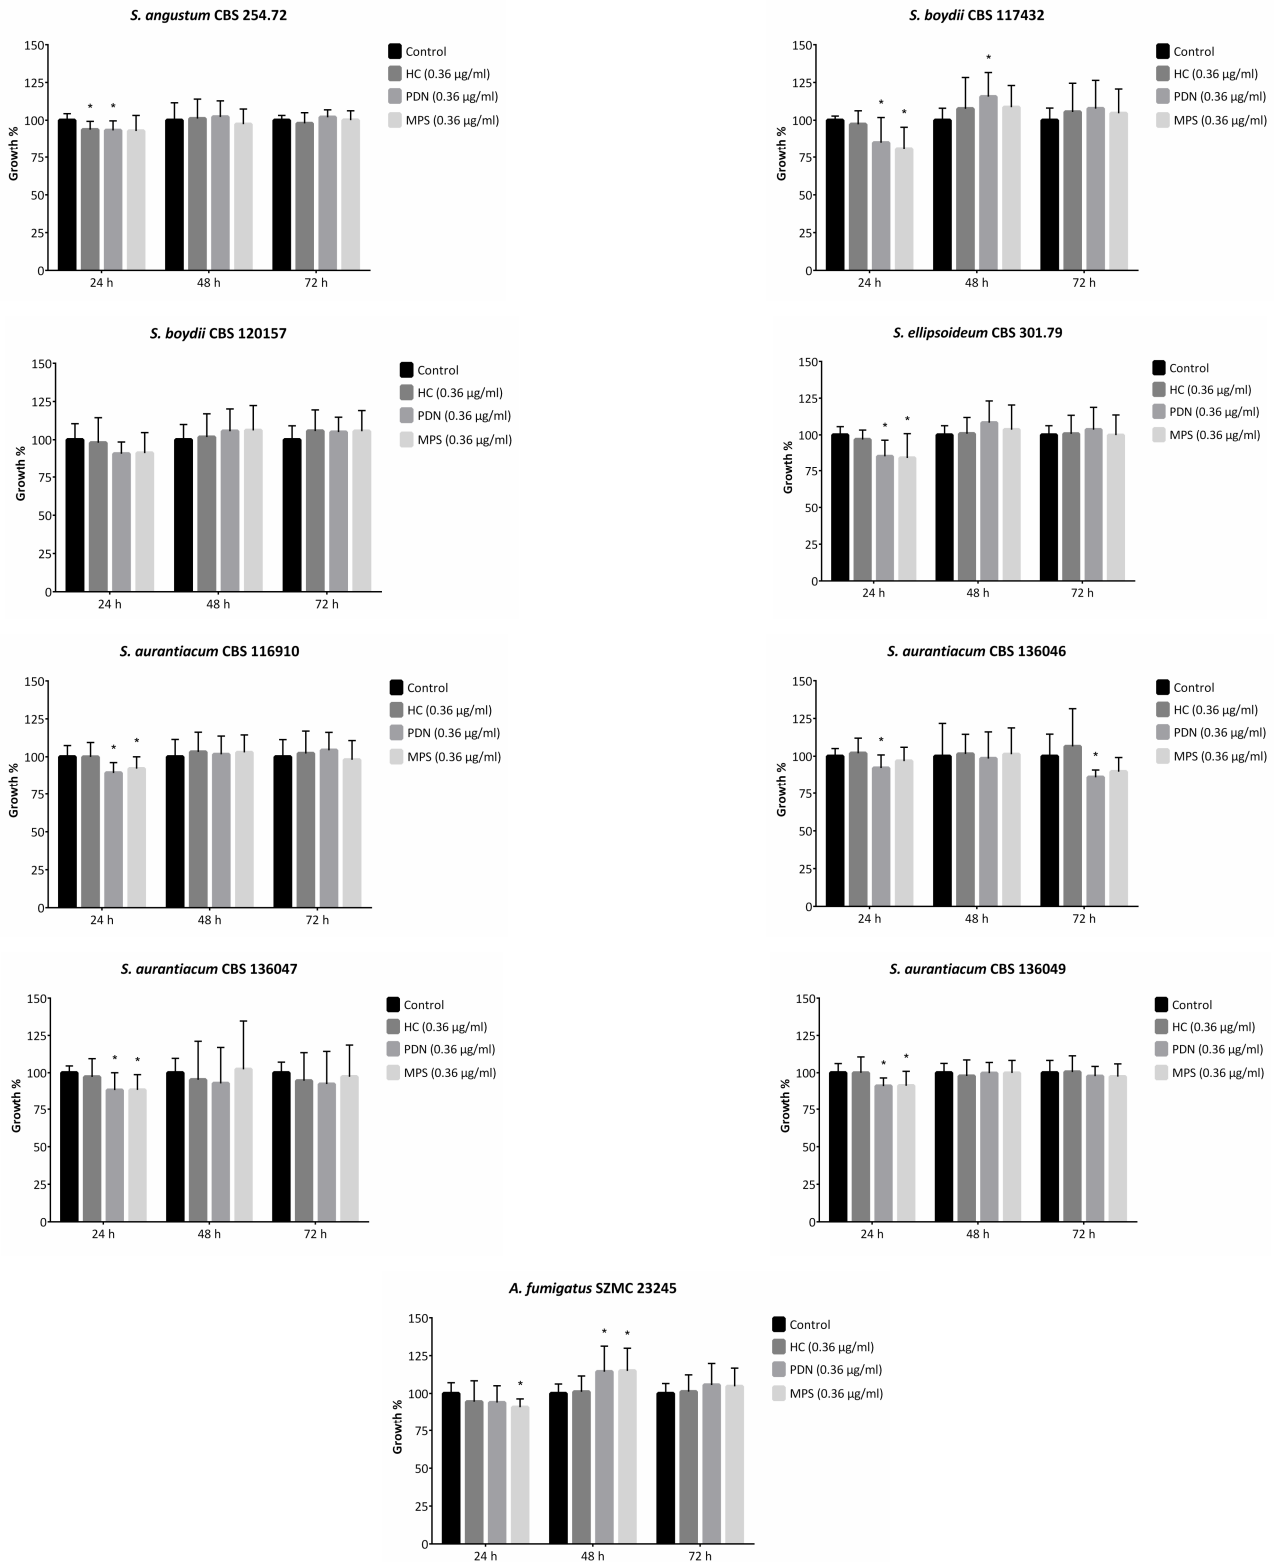 S. angustum CBS 254.72
150
125
100
75
50
25
0
Growth %
* *
24 h 48 h 72 h
Control
HC (0.36 µg/ml)
PDN (0.36 µg/ml)
MPS (0.36 µg/ml)
S. boydii CBS 117432
150
125
100
75
50
25
0
Growth %
* * *
24 h 48 h 72 h
Control
HC (0.36 µg/ml)
PDN (0.36 µg/ml)
MPS (0.36 µg/ml)
S. boydii CBS 120157
150
125
100
75
50
25
0
Growth %
24 h 48 h 72 h
Control
HC (0.36 µg/ml)
PDN (0.36 µg/ml)
MPS (0.36 µg/ml)
S. ellipsoideum CBS 301.79
150
125
100
75
50
25
0
Growth %
* *
24 h 48 h 72 h
Control
HC (0.36 µg/ml)
PDN (0.36 µg/ml)
MPS (0.36 µg/ml)
S. aurantiacum CBS 116910
150
125
100
75
50
25
0
Growth %
* *
24 h 48 h 72 h
Control
HC (0.36 µg/ml)
PDN (0.36 µg/ml)
MPS (0.36 µg/ml)
S. aurantiacum CBS 136046
150
125
100
75
50
25
0
Growth %
* *
24 h 48 h 72 h
Control
HC (0.36 µg/ml)
PDN (0.36 µg/ml)
MPS (0.36 µg/ml)
S. aurantiacum CBS 136047
150
125
100
75
50
25
0
Growth %
* *
24 h 48 h 72 h
Control
HC (0.36 µg/ml)
PDN (0.36 µg/ml)
MPS (0.36 µg/ml)
S. aurantiacum CBS 136049
150
125
100
75
50
25
0
Growth %
* *
24 h 48 h 72 h
Control
HC (0.36 µg/ml)
PDN (0.36 µg/ml)
MPS (0.36 µg/ml)
A. fumigatus SZMC 23245
150
125
100
75
50
25
0
Growth %
* * *
24 h 48 h 72 h
Control
HC (0.36 µg/ml)
PDN (0.36 µg/ml)
MPS (0.36 µg/ml)